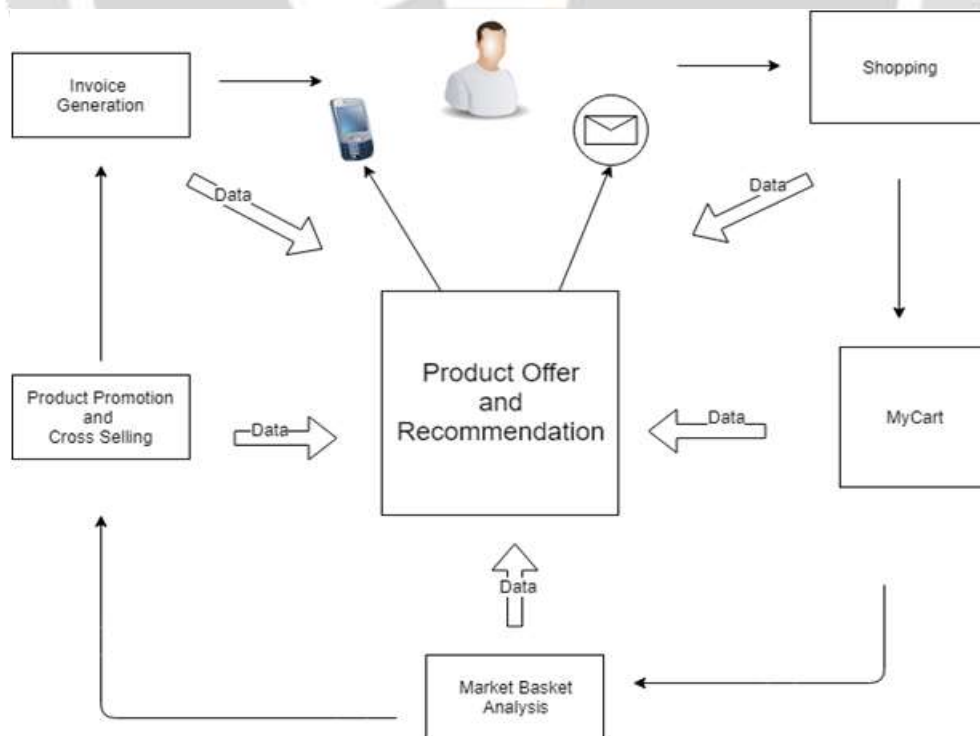 Invoice
Generation
Shopping
Data
Data
Product Offer
and
Recommendation
Product Promotion
and
Cross Selling
Data
Data
MyCart
Data
Market Basket
Analysis